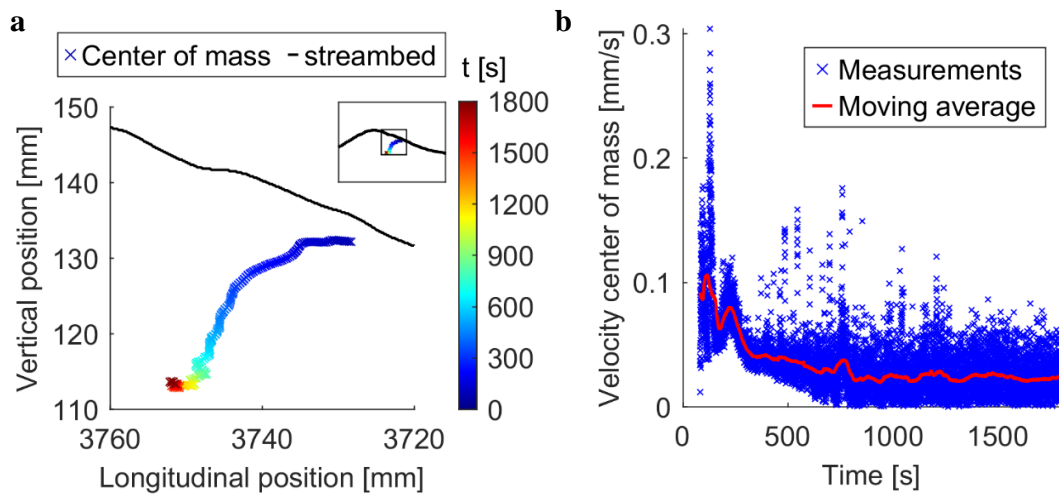 a
× Center of mass – streambed
t [s]
150
140
130
120
110
Vertical position [mm]
3760
3740
3720
Longitudinal position [mm]
1800
1500
1200
900
600
300
0
b
× Measurements
Moving average
0.3
0.2
0.1
0
Velocity center of mass [mm/s]
0
500
1000
1500
Time [s]